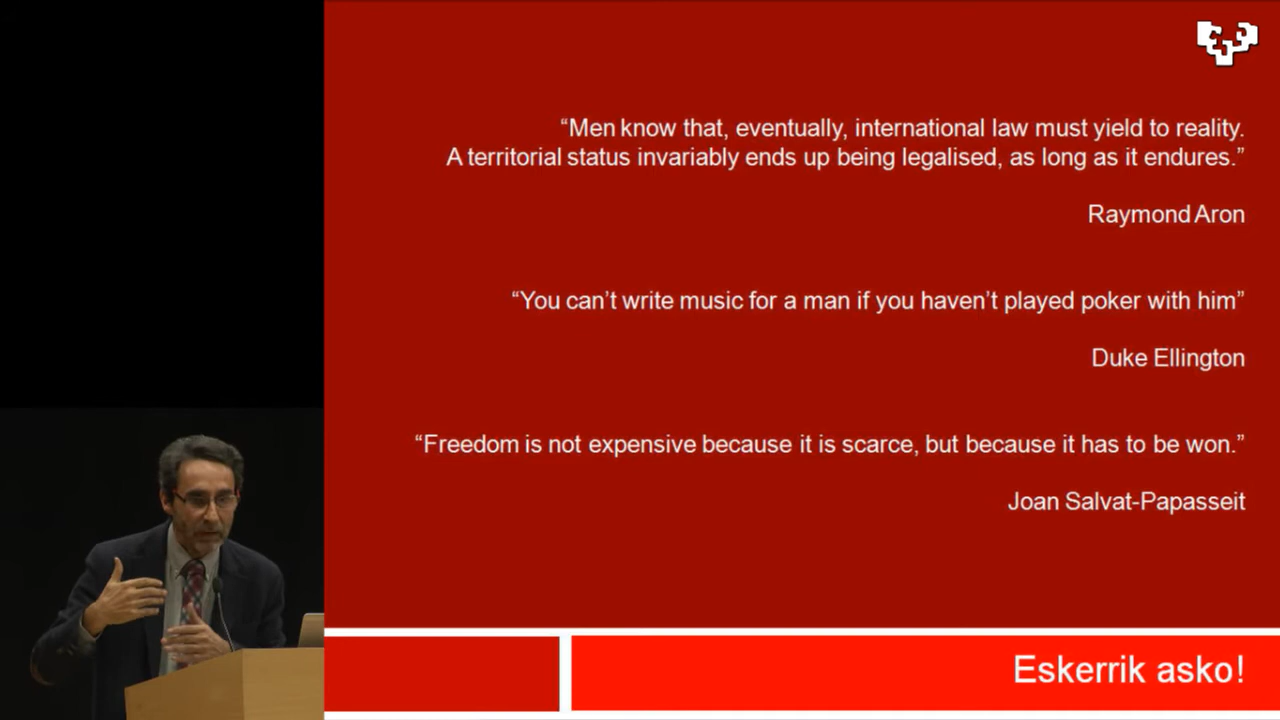 “Men know that, eventually, international law must yield to reality.
A territorial status invariably ends up being legalised, as long as it endures.”
Raymond Aron
“You can’t write music for a man if you haven’t played poker with him”
Duke Ellington
“Freedom is not expensive because it is scarce, but because it has to be won.”
Joan Salvat-Papasseit
Eskerrik asko!